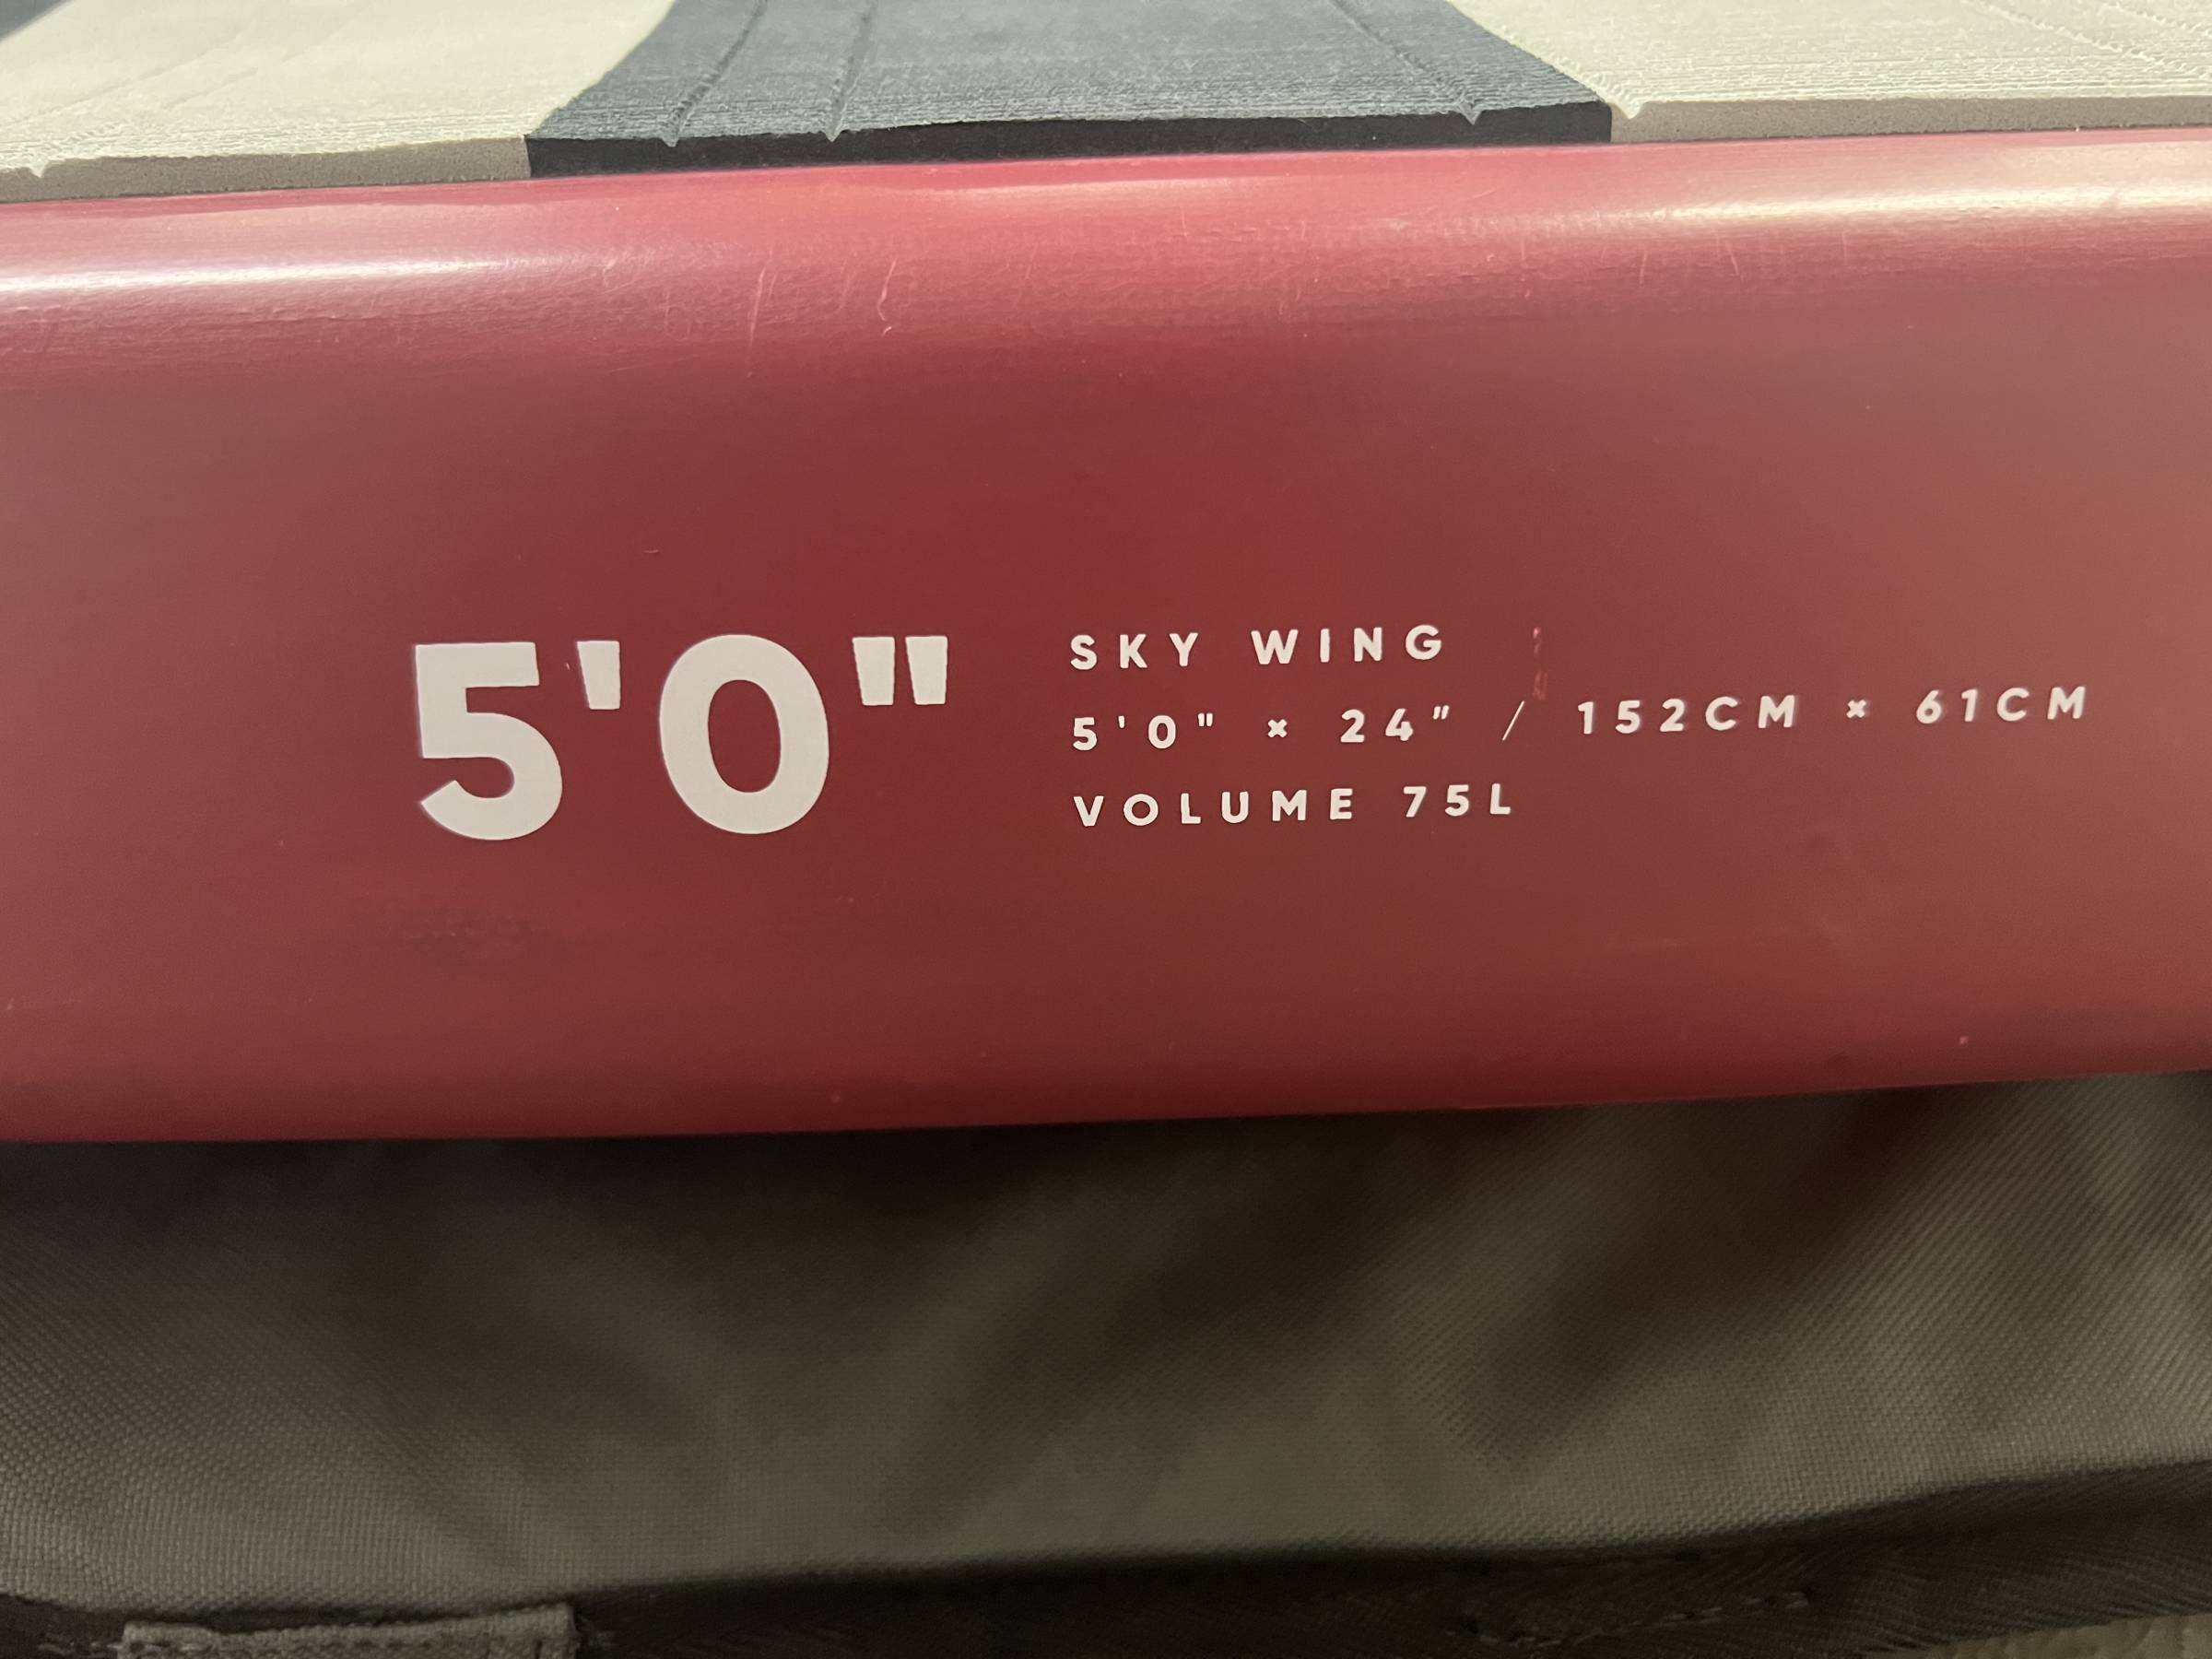 5'0"
SKY WING
5'0" × 24" / 152CM × 61CM
VOLUME 75L